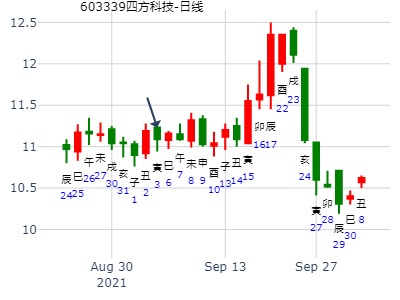 603339四方科技-日线
12.5
12
11.5
11
10.5
10
辰 巳 午 未 戌 亥 子 丑 寅 巳 午 未 申 酉 子 丑 寅 卯 辰 酉 戌 亥 寅 卯 辰 巳 丑
24 25 26 27 30 31 1 2 3 6 7 8 9 10 13 14 15 16 17 22 23 24 27 28 29 30 8
Aug 30 Sep 13 Sep 27
2021